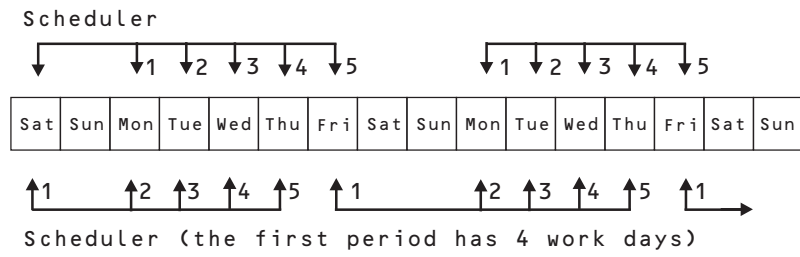 Scheduler
1 2 3 4 5 1 2 3 4 5
Sat Sun Mon Tue Wed Thu Fri Sat Sun Mon Tue Wed Thu Fri Sat Sun
1 2 3 4 5 1 2 3 4 5 1
Scheduler (the first period has 4 work days)